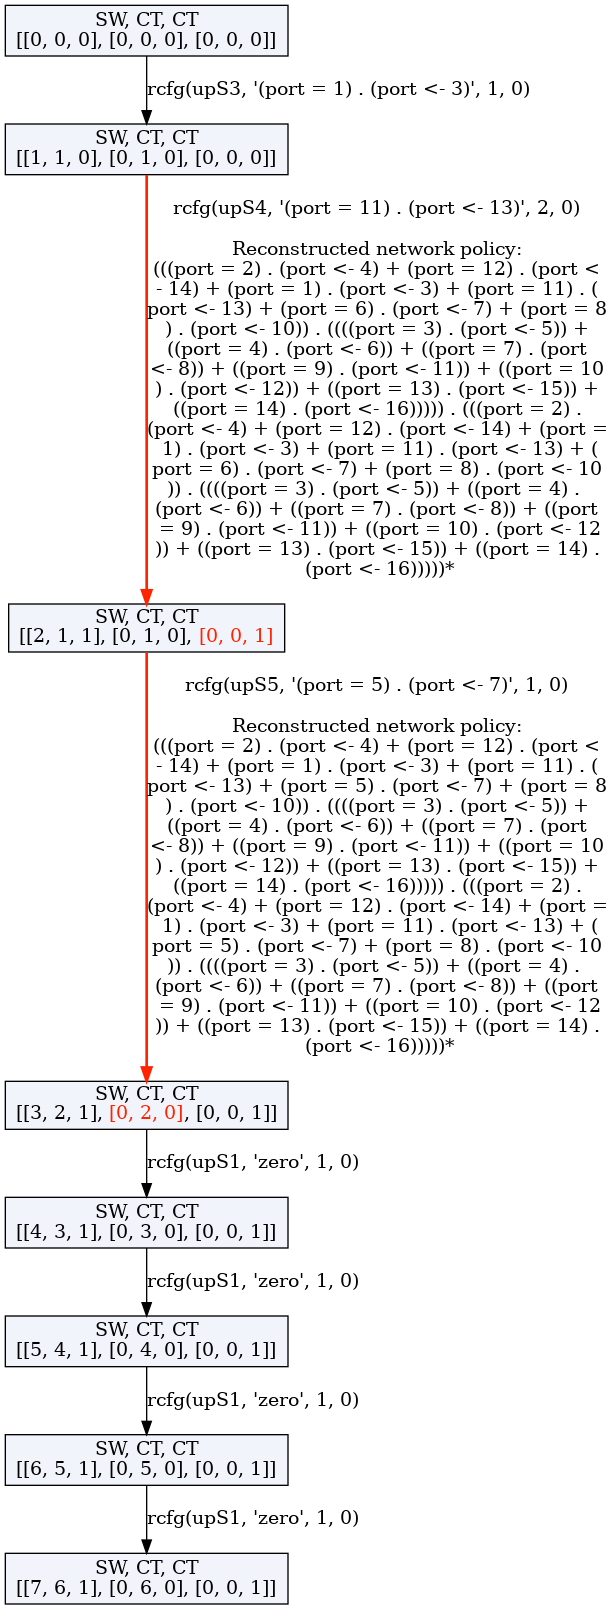 SW, CT, CT
[[0, 0, 0], [0, 0, 0], [0, 0, 0]]
rcfg(upS3, '(port = 1) . (port <- 3)', 1, 0)
SW, CT, CT
[[1, 1, 0], [0, 1, 0], [0, 0, 0]]
rcfg(upS4, '(port = 11) . (port <- 13)', 2, 0)
Reconstructed network policy:
(((port = 2) . (port <- 4) + (port = 12) . (port <
- 14) + (port = 1) . (port <- 3) + (port = 11) . (
port <- 13) + (port = 6) . (port <- 7) + (port = 8
) . (port <- 10)) . ((((port = 3) . (port <- 5)) +
((port = 4) . (port <- 6)) + ((port = 7) . (port
<- 8)) + ((port = 9) . (port <- 11)) + ((port = 10
) . (port <- 12)) + ((port = 13) . (port <- 15)) +
((port = 14) . (port <- 16))))) . (((port = 2) .
(port <- 4) + (port = 12) . (port <- 14) + (port =
1) . (port <- 3) + (port = 11) . (port <- 13) + (
port = 6) . (port <- 7) + (port = 8) . (port <- 10
)) . ((((port = 3) . (port <- 5)) + ((port = 4) .
(port <- 6)) + ((port = 7) . (port <- 8)) + ((port
= 9) . (port <- 11)) + ((port = 10) . (port <- 12
)) + ((port = 13) . (port <- 15)) + ((port = 14) .
(port <- 16)))))*
SW, CT, CT
[[2, 1, 1], [0, 1, 0], [0, 0, 1]]
rcfg(upS5, '(port = 5) . (port <- 7)', 1, 0)
Reconstructed network policy:
(((port = 2) . (port <- 4) + (port = 12) . (port <
- 14) + (port = 1) . (port <- 3) + (port = 11) . (
port <- 13) + (port = 5) . (port <- 7) + (port = 8
) . (port <- 10)) . ((((port = 3) . (port <- 5)) +
((port = 4) . (port <- 6)) + ((port = 7) . (port
<- 8)) + ((port = 9) . (port <- 11)) + ((port = 10
) . (port <- 12)) + ((port = 13) . (port <- 15)) +
((port = 14) . (port <- 16))))) . (((port = 2) .
(port <- 4) + (port = 12) . (port <- 14) + (port =
1) . (port <- 3) + (port = 11) . (port <- 13) + (
port = 5) . (port <- 7) + (port = 8) . (port <- 10
)) . ((((port = 3) . (port <- 5)) + ((port = 4) .
(port <- 6)) + ((port = 7) . (port <- 8)) + ((port
= 9) . (port <- 11)) + ((port = 10) . (port <- 12
)) + ((port = 13) . (port <- 15)) + ((port = 14) .
(port <- 16)))))*
SW, CT, CT
[[3, 2, 1], [0, 2, 0], [0, 0, 1]]
rcfg(upS1, 'zero', 1, 0)
SW, CT, CT
[[4, 3, 1], [0, 3, 0], [0, 0, 1]]
rcfg(upS1, 'zero', 1, 0)
SW, CT, CT
[[5, 4, 1], [0, 4, 0], [0, 0, 1]]
rcfg(upS1, 'zero', 1, 0)
SW, CT, CT
[[6, 5, 1], [0, 5, 0], [0, 0, 1]]
rcfg(upS1, 'zero', 1, 0)
SW, CT, CT
[[7, 6, 1], [0, 6, 0], [0, 0, 1]]